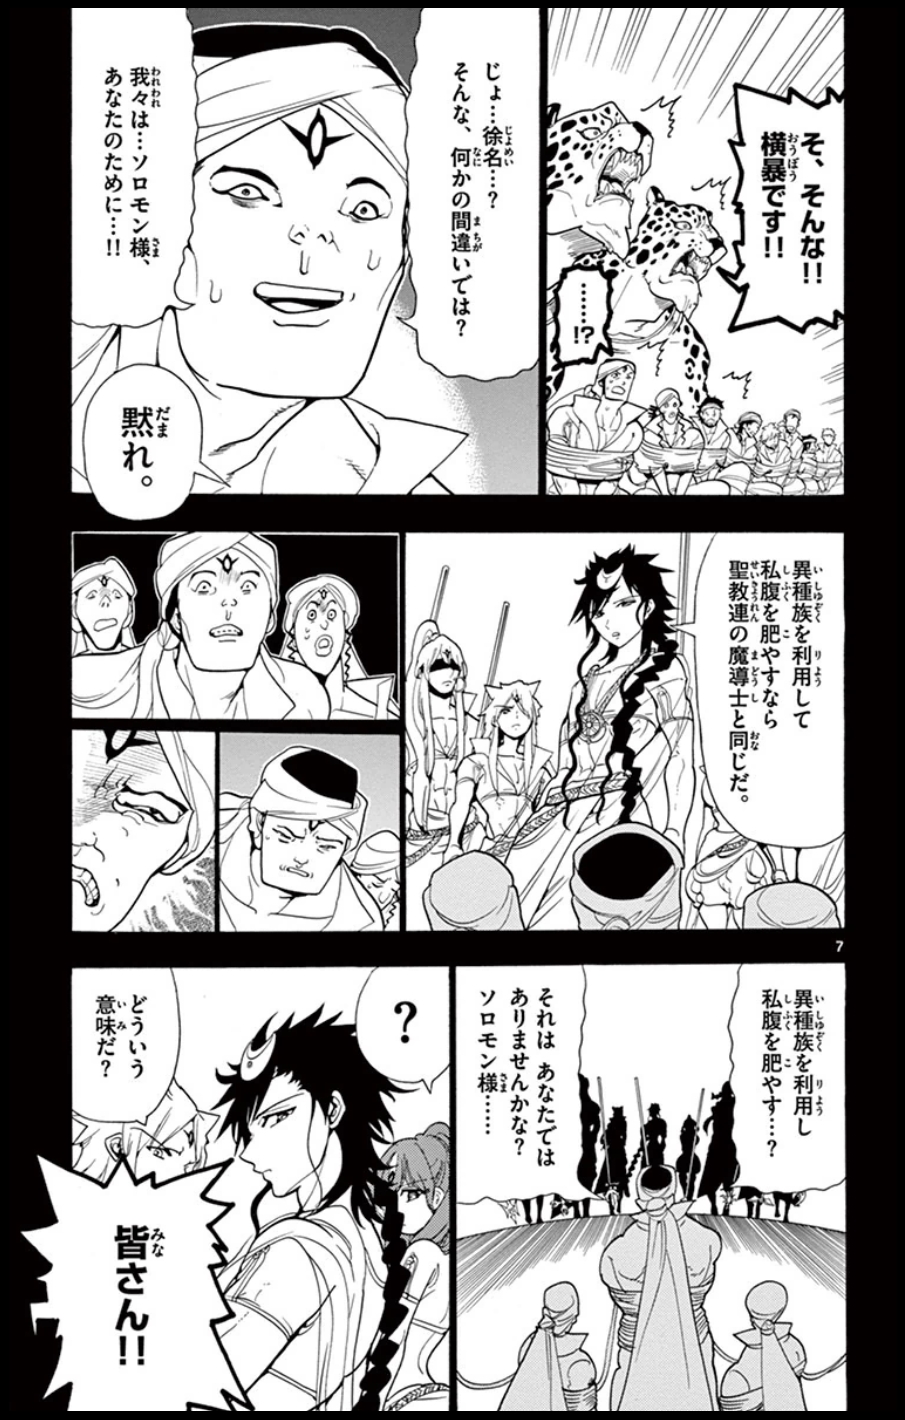 そ、そんな!!
横暴です!!
……!?
じょ…徐名…?
そんな、何かの間違いでは?
我々は…ソロモン様、
あなたのために…!!
黙れ。
異種族を利用して
私腹を肥やすなら
聖教連の魔導士と同じだ。
7
異種族を利用し
私腹を肥やす…?
それは あなたでは
ありませんかな?
ソロモン様……
?
どういう
意味だ?
皆さん!!